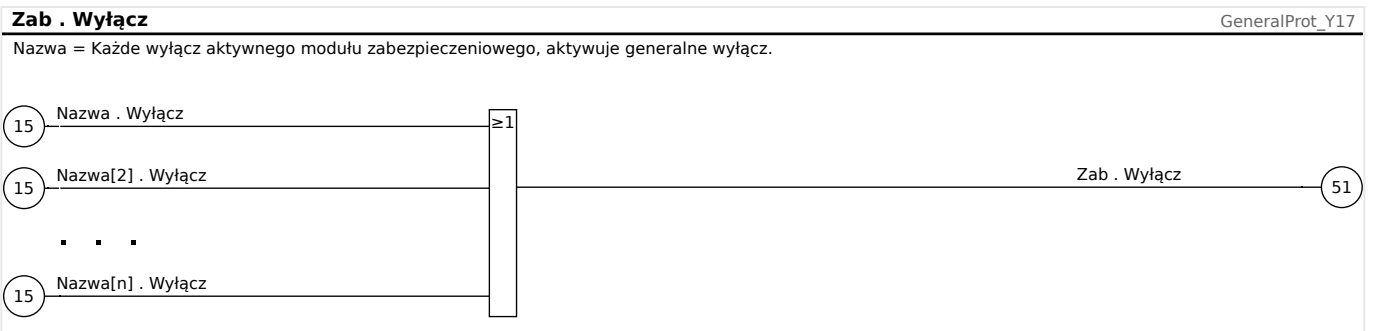 Zab . Wyłącz
GeneralProt_Y17
Nazwa = Każde wyłącz aktywnego modułu zabezpieczeniowego, aktywuje generalne wyłącz.
15
Nazwa . Wyłącz
≥1
15
Nazwa[2] . Wyłącz
Zab . Wyłącz
51
. . .
15
Nazwa[n] . Wyłącz